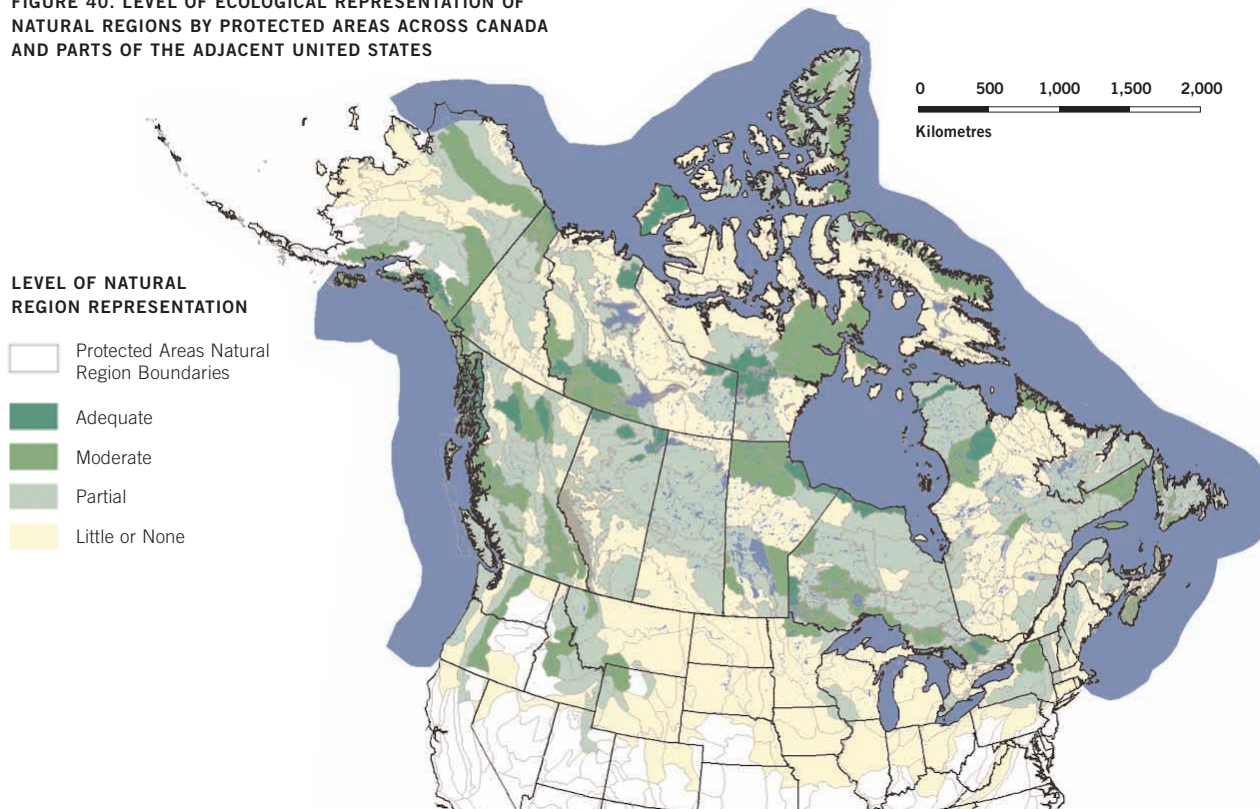 FIGURE 40. LEVEL OF ECOLOGICAL REPRESENTATION OF
NATURAL REGIONS BY PROTECTED AREAS ACROSS CANADA
AND PARTS OF THE ADJACENT UNITED STATES
0 500 1,000 1,500 2,000
Kilometres
LEVEL OF NATURAL
REGION REPRESENTATION
Protected Areas Natural
Region Boundaries
Adequate
Moderate
Partial
Little or None